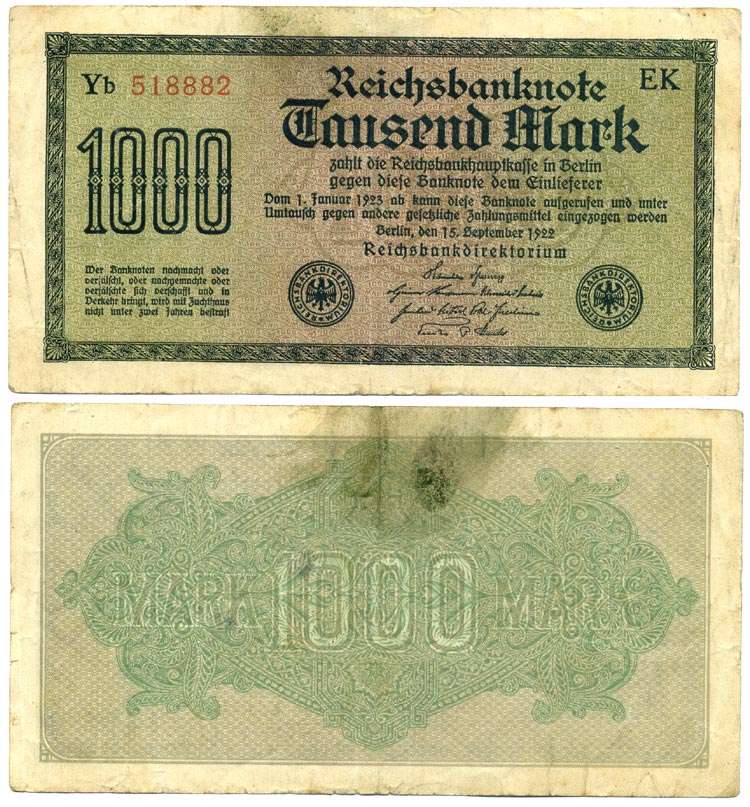 Yb 518882
EK
Reichsbanknote
Tausend Mark
1000
zahlt die Reichsbankhauptkasse in Berlin
gegen diese Banknote dem Einlieferer
Vom 1. Januar 1923 ab kann diese Banknote aufgerufen und unter
Umtausch gegen andere gesetzliche Zahlungsmittel eingezogen werden
Berlin, den 15. September 1922
Reichsbankdirektorium
Wer Banknoten nachmacht oder
verfälscht, oder nachgemachte oder
verfälschte sich verschafft und in
Verkehr bringt, wird mit Zuchthaus
nicht unter zwei Jahren bestraft
REICHSBANKDIREKTORIUM
REICHSBANKDIREKTORIUM
MARK 1000 MARK